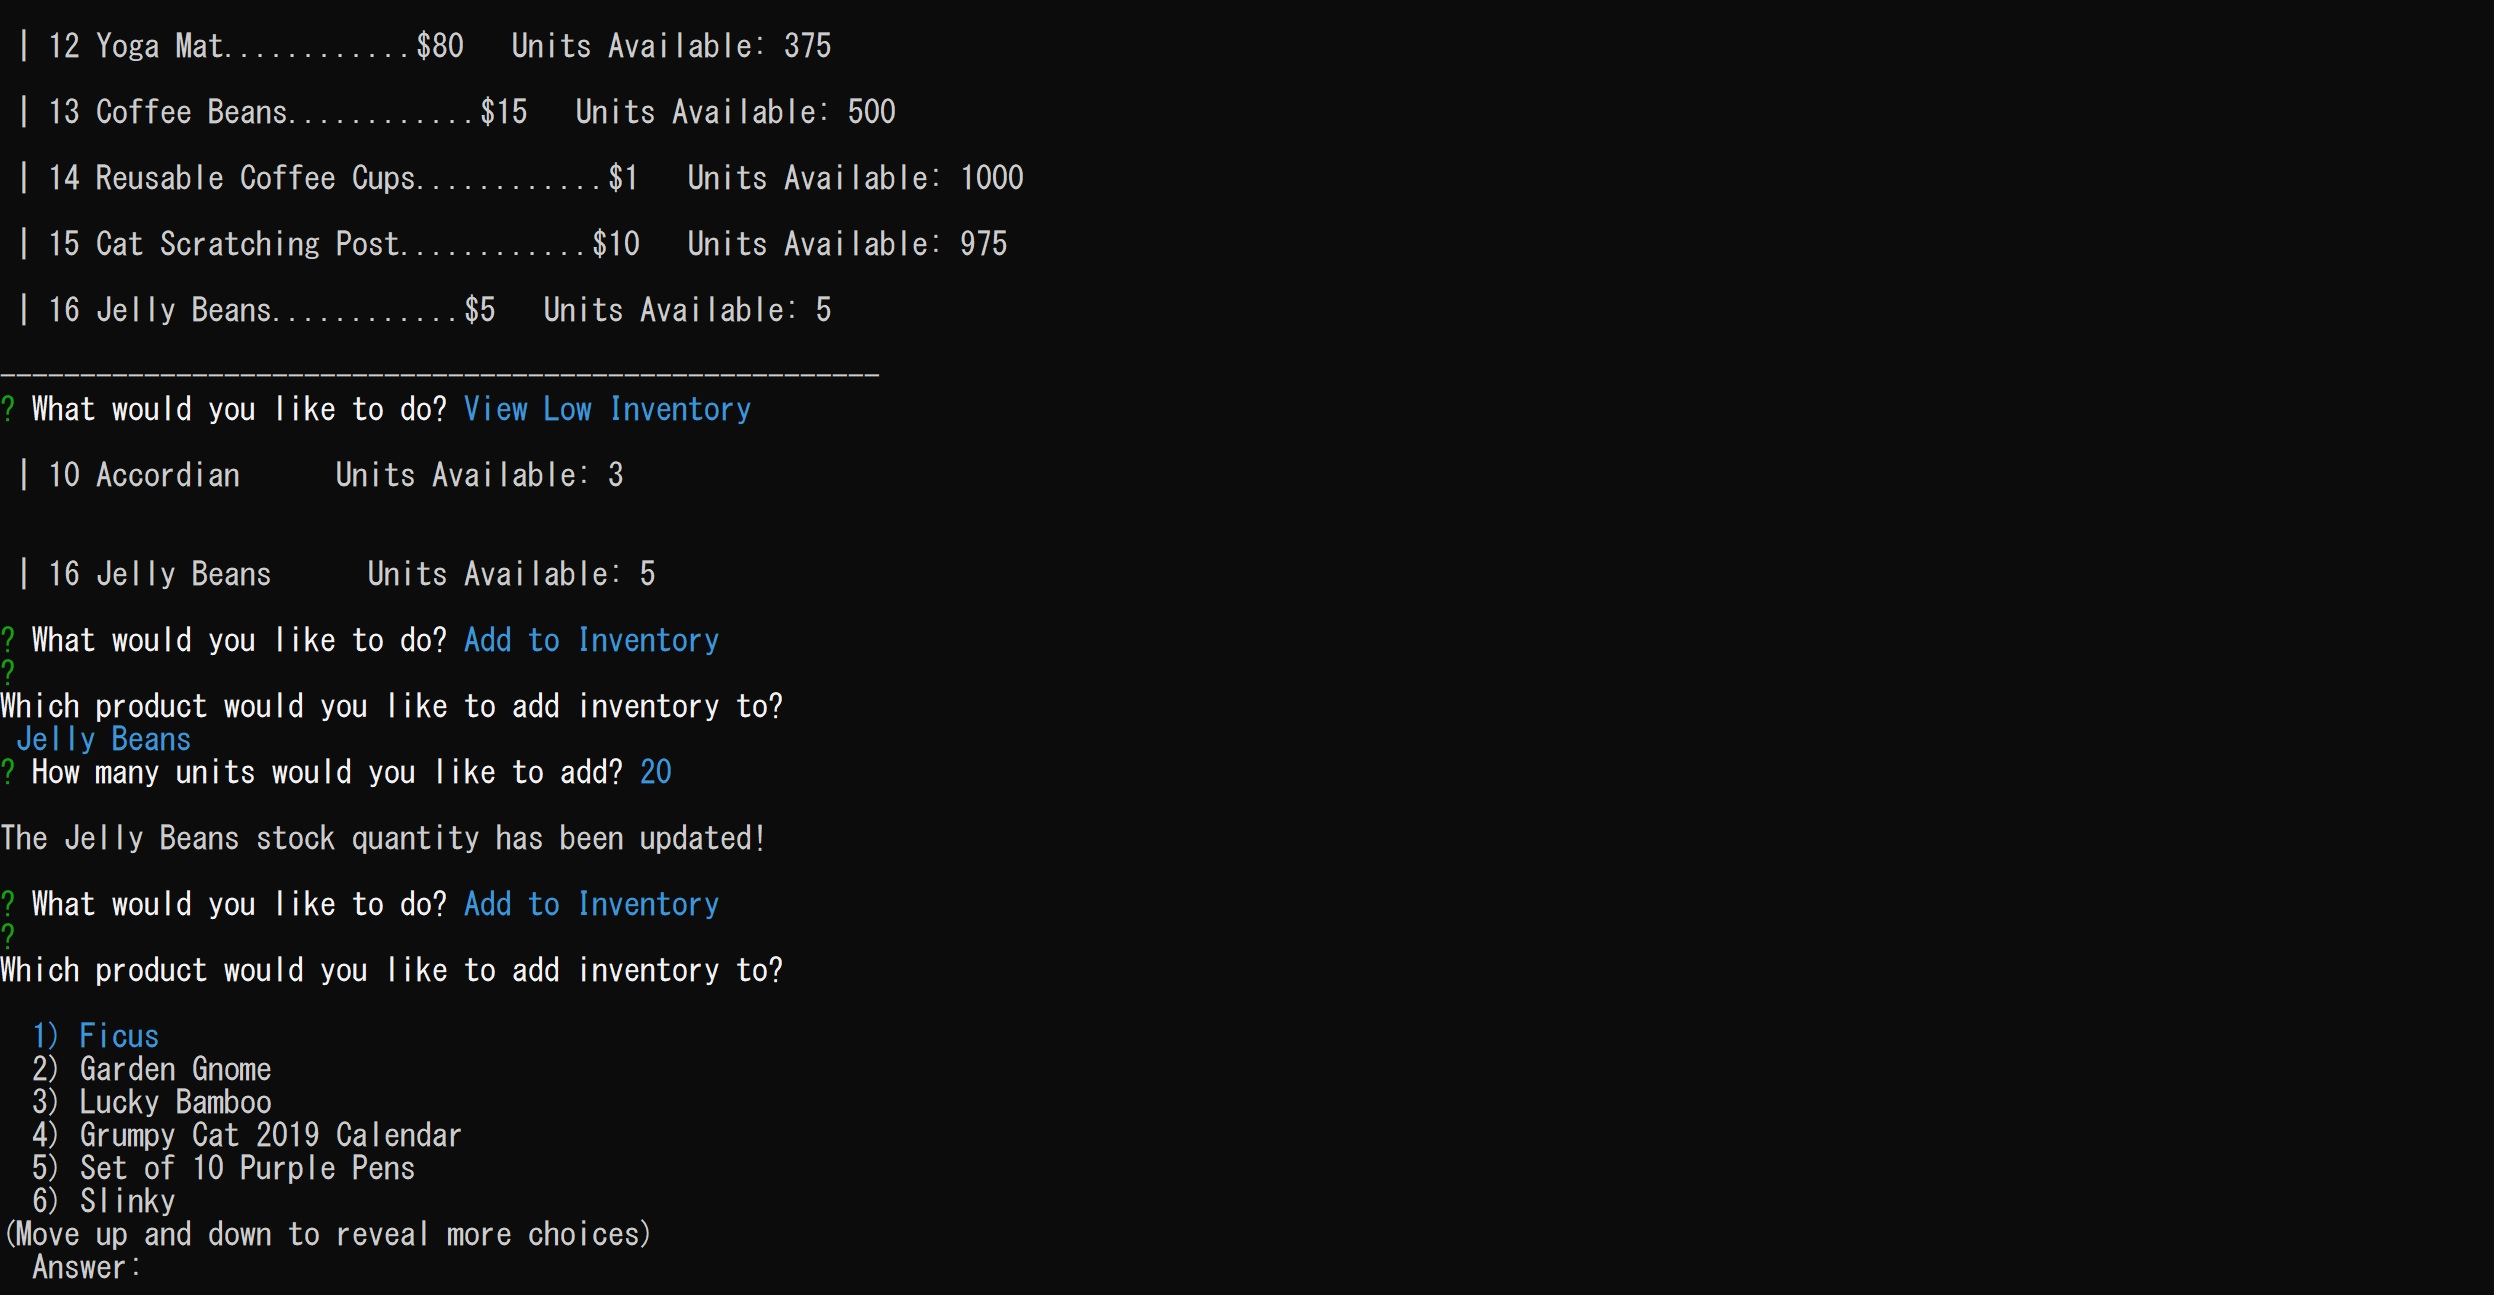 | 12 Yoga Mat............$80   Units Available: 375
| 13 Coffee Beans............$15   Units Available: 500
| 14 Reusable Coffee Cups............$1   Units Available: 1000
| 15 Cat Scratching Post............$10   Units Available: 975
| 16 Jelly Beans............$5   Units Available: 5
-------------------------------------------------------
? What would you like to do? View Low Inventory
| 10 Accordian      Units Available: 3
| 16 Jelly Beans      Units Available: 5
? What would you like to do? Add to Inventory
?
Which product would you like to add inventory to?
Jelly Beans
? How many units would you like to add? 20
The Jelly Beans stock quantity has been updated!
? What would you like to do? Add to Inventory
?
Which product would you like to add inventory to?
1) Ficus
2) Garden Gnome
3) Lucky Bamboo
4) Grumpy Cat 2019 Calendar
5) Set of 10 Purple Pens
6) Slinky
(Move up and down to reveal more choices)
Answer: